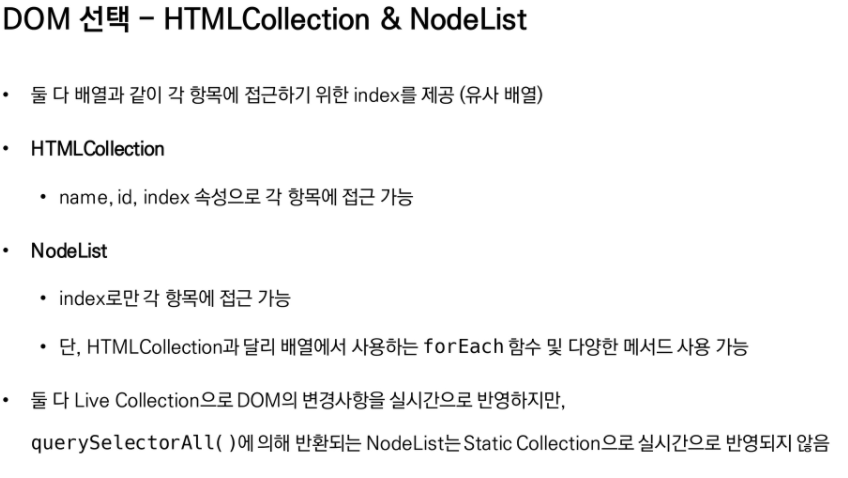 DOM 선택 – HTMLCollection & NodeList
• 둘 다 배열과 같이 각 항목에 접근하기 위한 index를 제공 (유사 배열)
• HTMLCollection
• name, id, index 속성으로 각 항목에 접근 가능
• NodeList
• index로만 각 항목에 접근 가능
• 단, HTMLCollection과 달리 배열에서 사용하는 forEach 함수 및 다양한 메서드 사용 가능
• 둘 다 Live Collection으로 DOM의 변경사항을 실시간으로 반영하지만,
querySelectorAll( )에 의해 반환되는 NodeList는 Static Collection으로 실시간으로 반영되지 않음